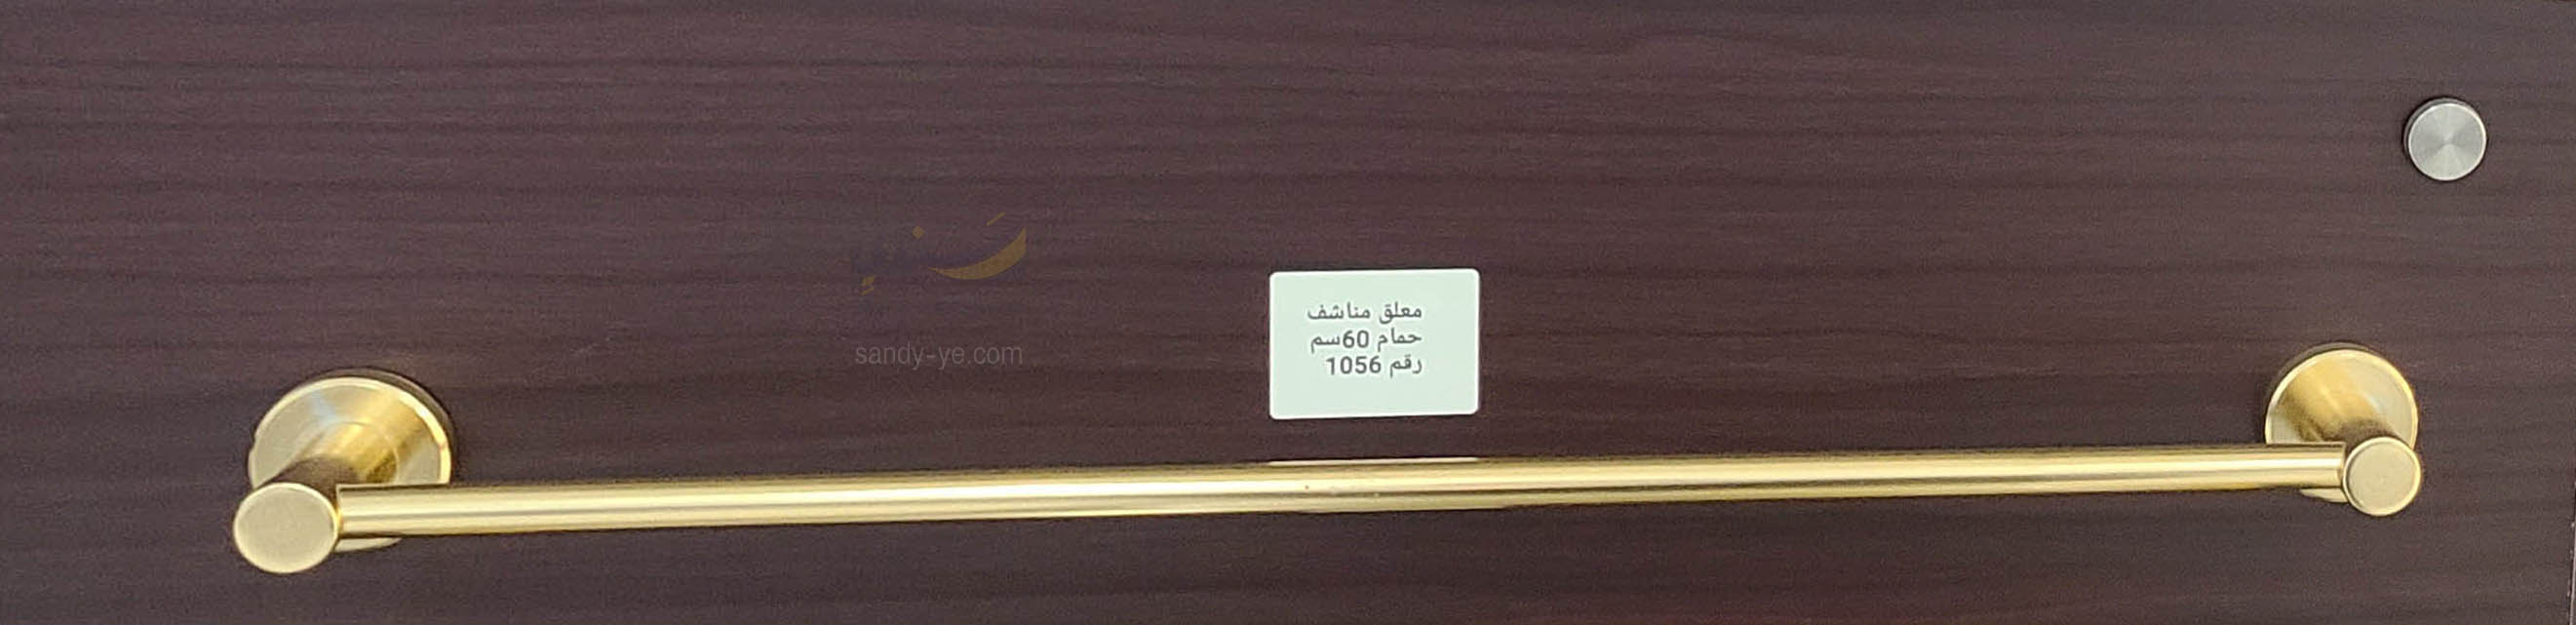 معلق مناشف
حمام 60سم
رقم 1056
sandy-ye.com